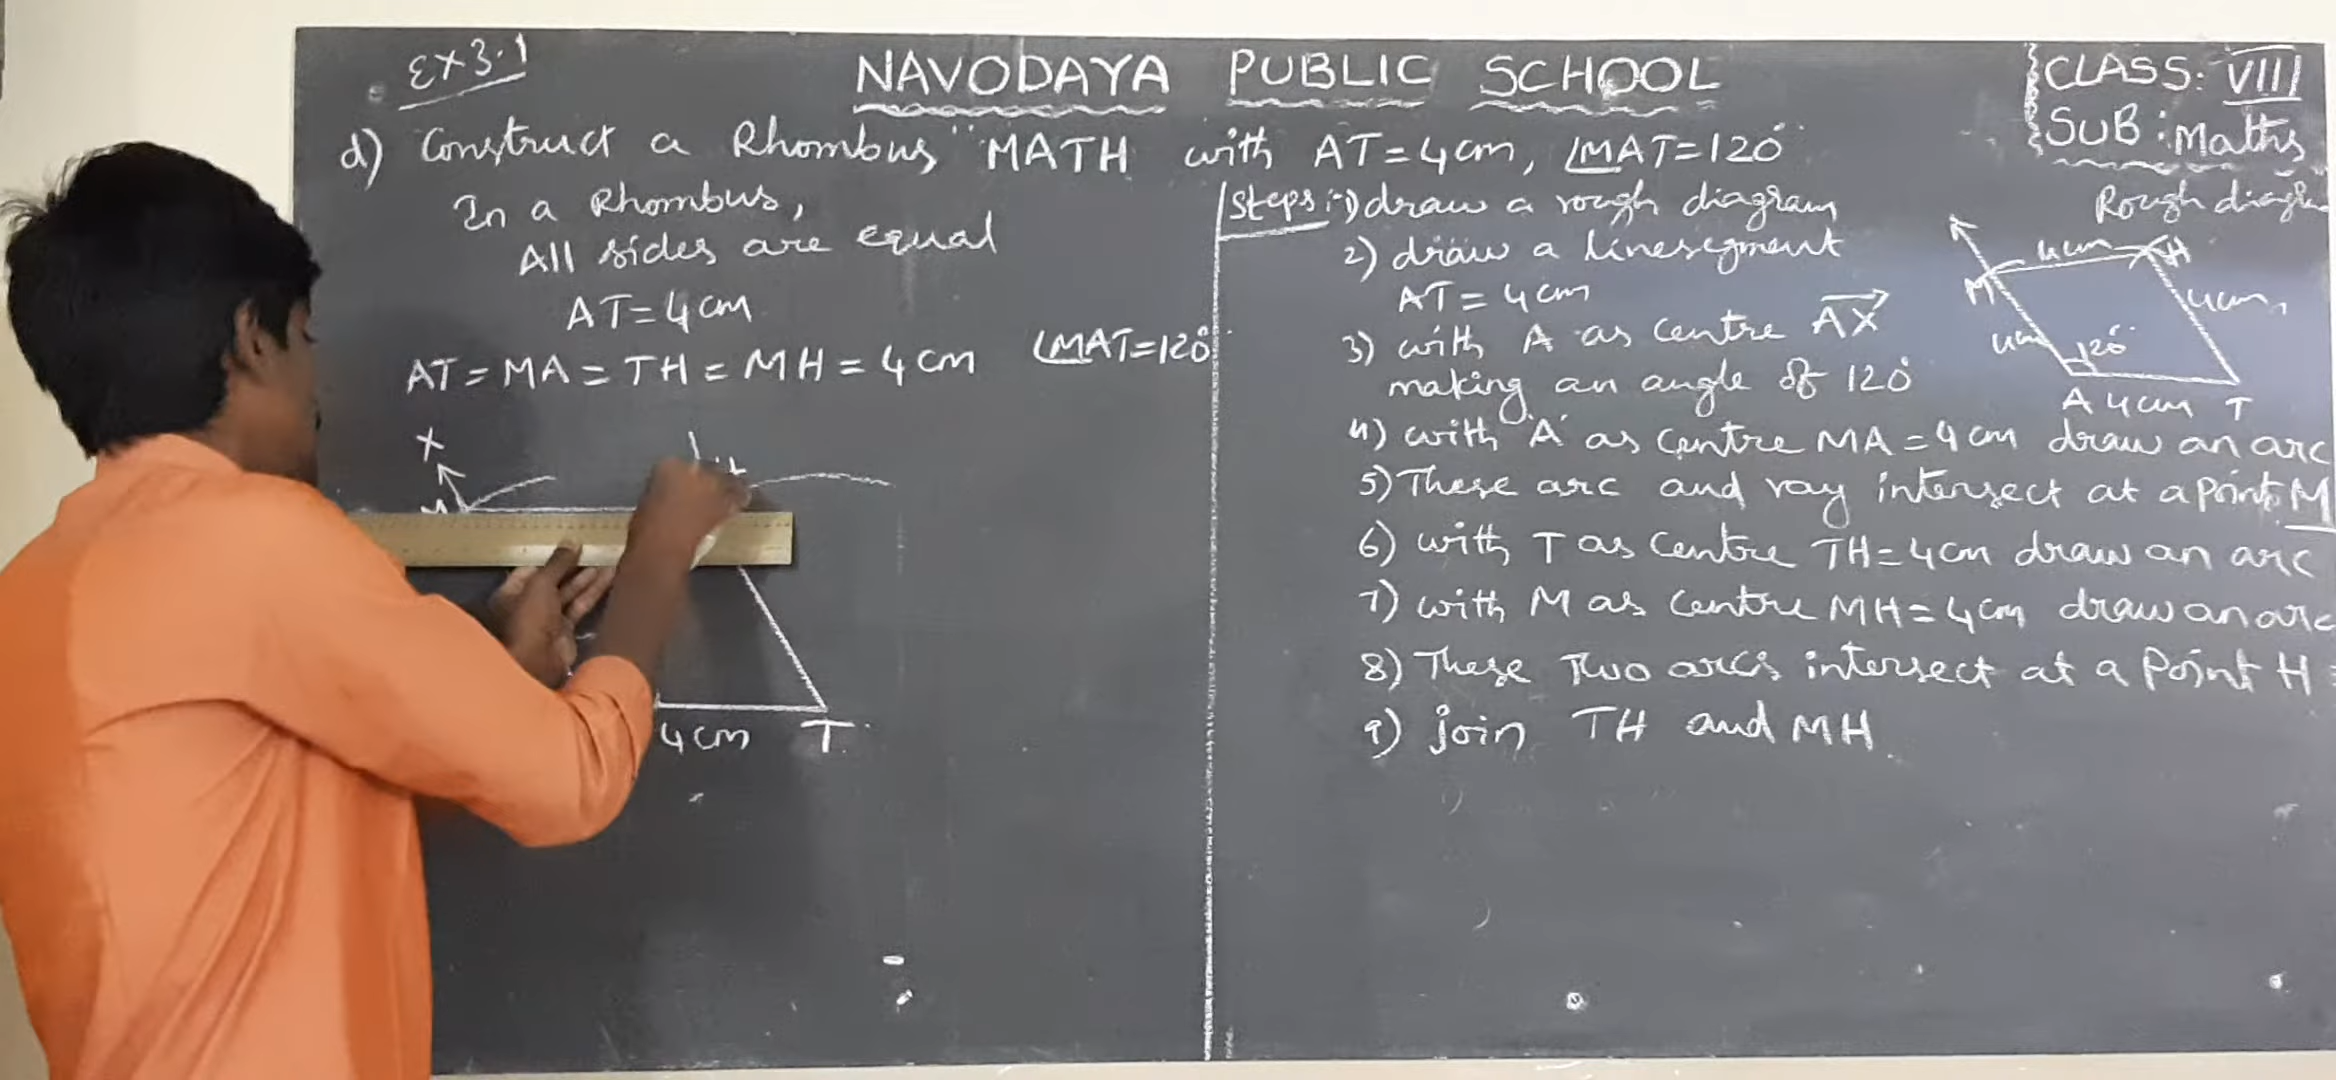 Ex 3.1
NAVODAYA PUBLIC SCHOOL
CLASS: VIII
SUB: Maths
d) Construct a Rhombus "MATH with AT=4cm, ∠MAT=120°
In a Rhombus,
All sides are equal
AT=4cm
AT=MA=TH=MH=4cm ∠MAT=120°
X
M
4cm T
Steps:-1) draw a rough diagram
2) draw a linesegment
AT=4cm
3) with A as centre AX→
making an angle of 120°
4) with 'A' as centre MA=4cm draw an arc
5) These arc and ray intersect at a point M
6) with T as centre TH=4cm draw an arc
7) with M as centre MH=4cm draw an arc
8) These Two arcs intersect at a point H
9) join TH and MH
Rough
4cm H
M
4cm
4cm 120°
A 4cm T